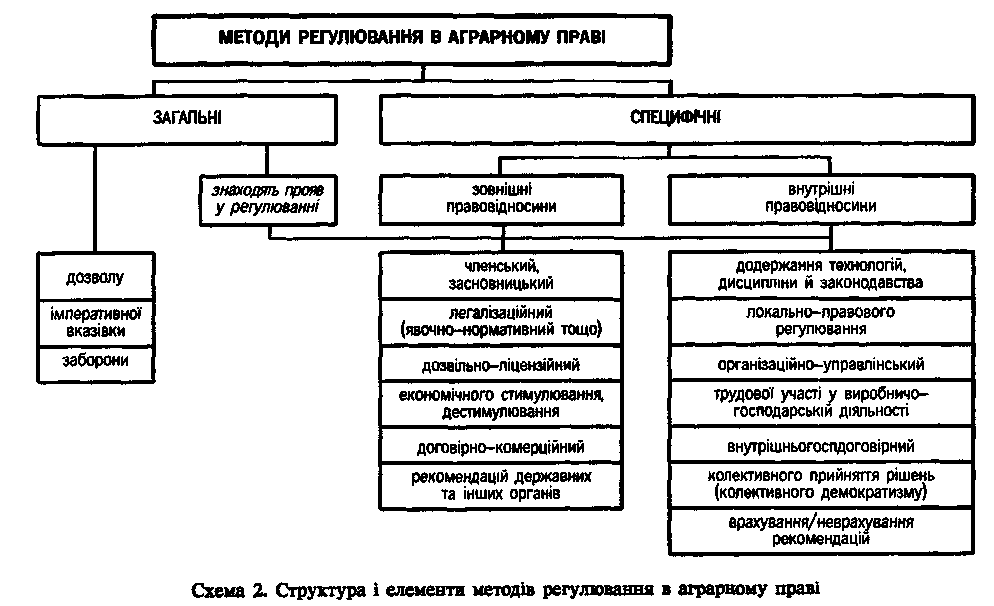 МЕТОДИ РЕГУЛЮВАННЯ В АГРАРНОМУ ПРАВІ
ЗАГАЛЬНІ
СПЕЦИФІЧНІ
знаходять прояв
у регулюванні
зовнішні
правовідносини
внутрішні
правовідносини
дозволу
імперативної
вказівки
заборони
членський,
засновницький
легалізаційний
(явочно-нормативний тощо)
дозвільно-ліцензійний
економічного стимулювання,
дестимулювання
договірно-комерційний
рекомендацій державних
та інших органів
додержання технологій,
дисципліни й законодавства
локально-правового
регулювання
організаційно-управлінський
трудової участі у виробничо-
господарській діяльності
внутрішньогоспдоговірний
колективного прийняття рішень
(колективного демократизму)
врахування/неврахування
рекомендацій
Схема 2. Структура і елементи методів регулювання в аграрному праві